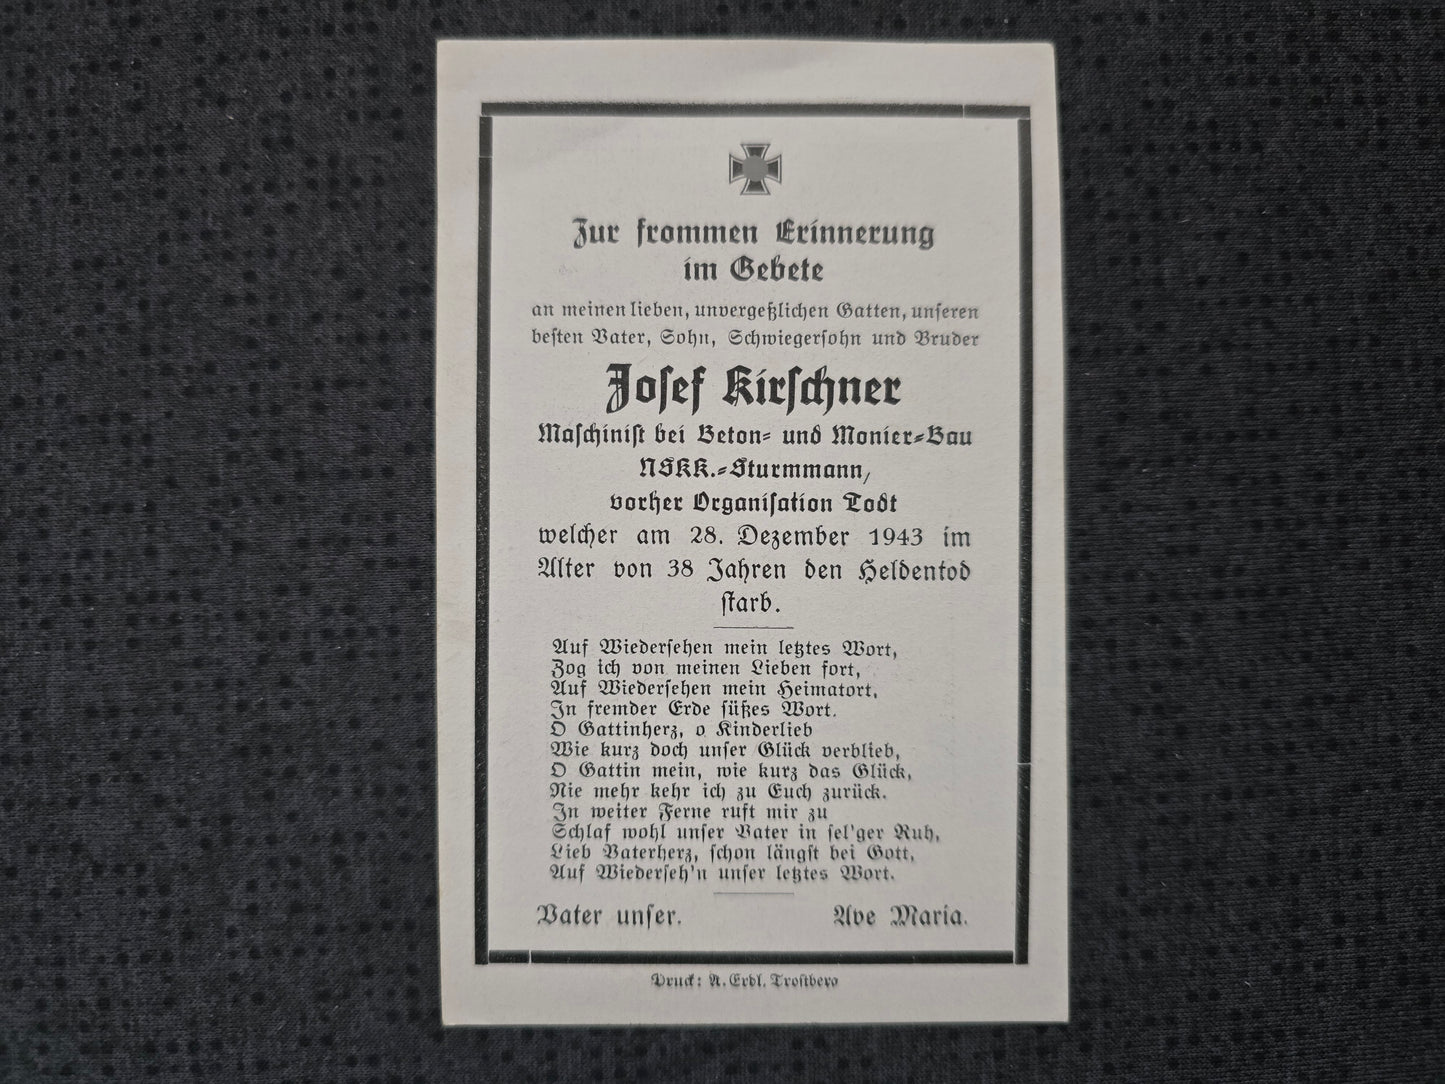 Zur frommen Erinnerung
im Gebete
an meinen lieben, unvergeßlichen Gatten, unseren
besten Vater, Sohn, Schwiegersohn und Bruder
Josef Kirschner
Maschinist bei Beton- und Monier-Bau
NSKK.-Sturmmann,
vorher Organisation Todt
welcher am 28. Dezember 1943 im
Alter von 38 Jahren den Heldentod
starb.
Auf Wiedersehen mein letztes Wort,
Zog ich von meinen Lieben fort,
Auf Wiedersehen mein Heimatort,
In fremder Erde süßes Wort.
O Gattinherz, o Kinderlieb
Wie kurz doch unser Glück verblieb,
O Gattin mein, wie kurz das Glück,
Nie mehr kehr ich zu Euch zurück.
In weiter Ferne ruft mir zu
Schlaf wohl unser Vater in sel'ger Ruh,
Lieb Vaterherz, schon längst bei Gott,
Auf Wiederseh'n unser letztes Wort.
Vater unser. Ave Maria.
Druck: A. Erdl, Trostberg